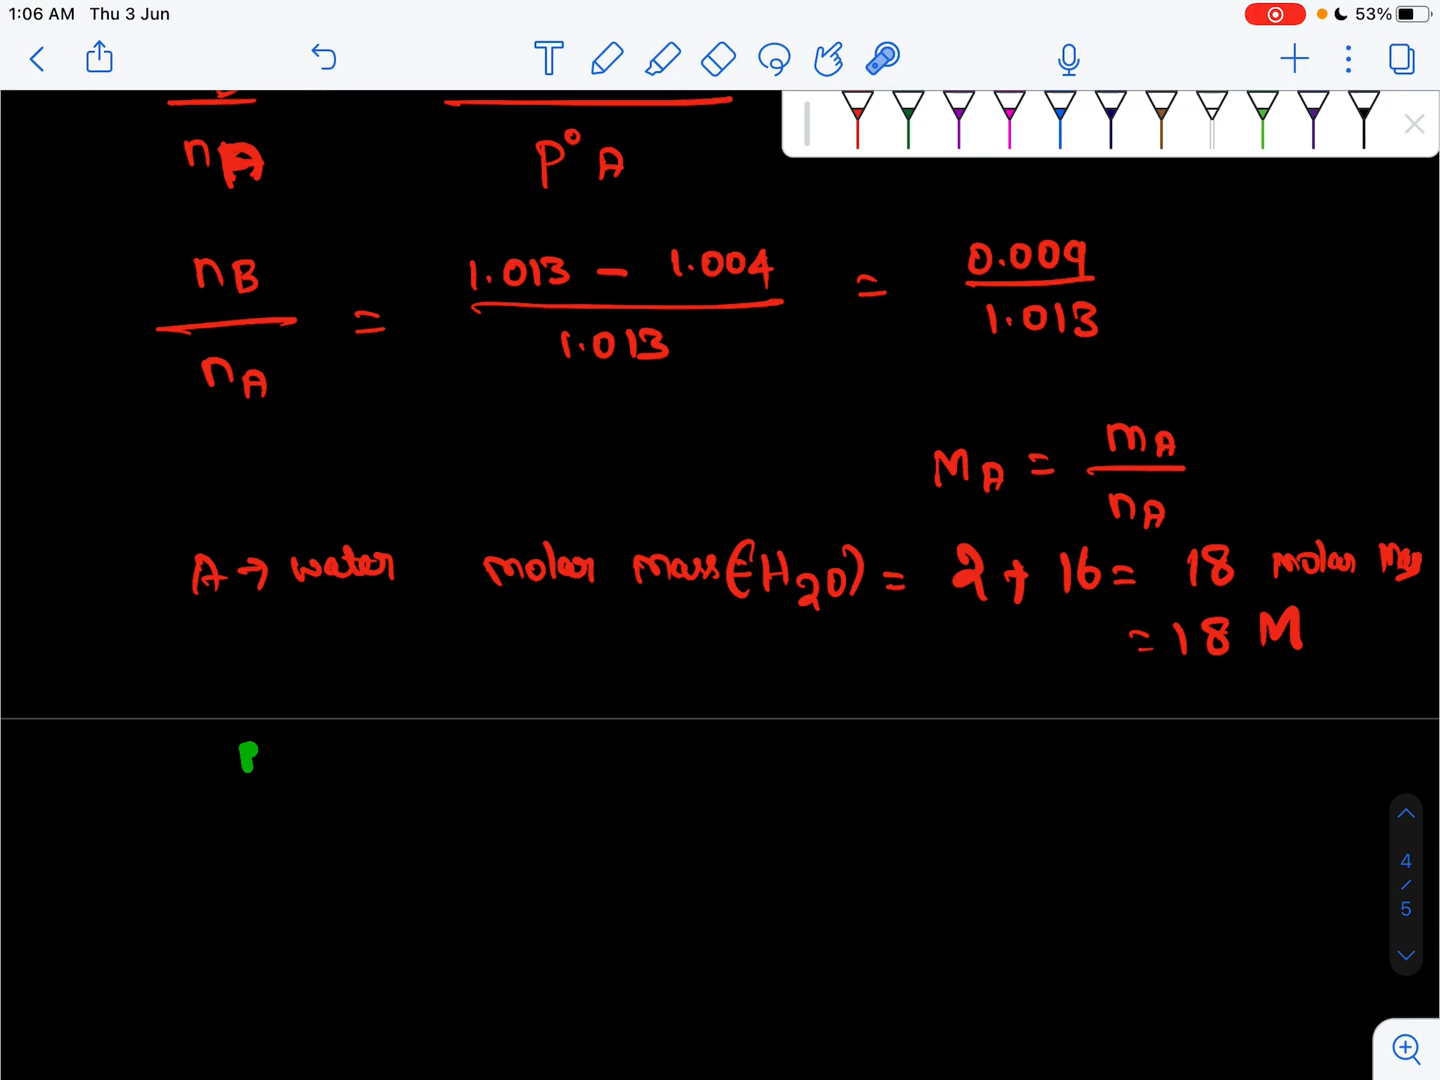 1:06 AM Thu 3 Jun 53%
T
nA P°A
nB / nA = 1.013 - 1.004 / 1.013 = 0.009 / 1.013
MA = mA / nA
A → water molar mass (H2O) = 2 + 16 = 18 molar
= 18 M
P
4
/
5